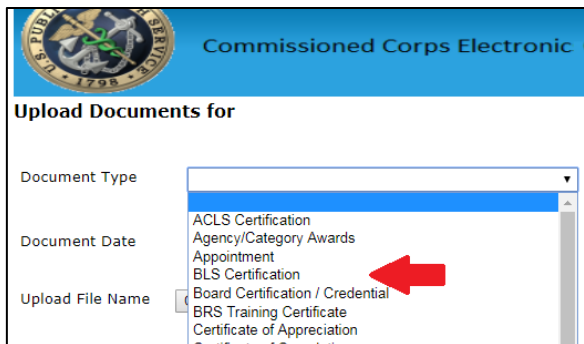 U.S. PUBLIC HEALTH SERVICE
1798
Commissioned Corps Electronic
Upload Documents for
Document Type
ACLS Certification
Agency/Category Awards
Document Date
Appointment
BLS Certification
Upload File Name
Board Certification / Credential
BRS Training Certificate
Certificate of Appreciation